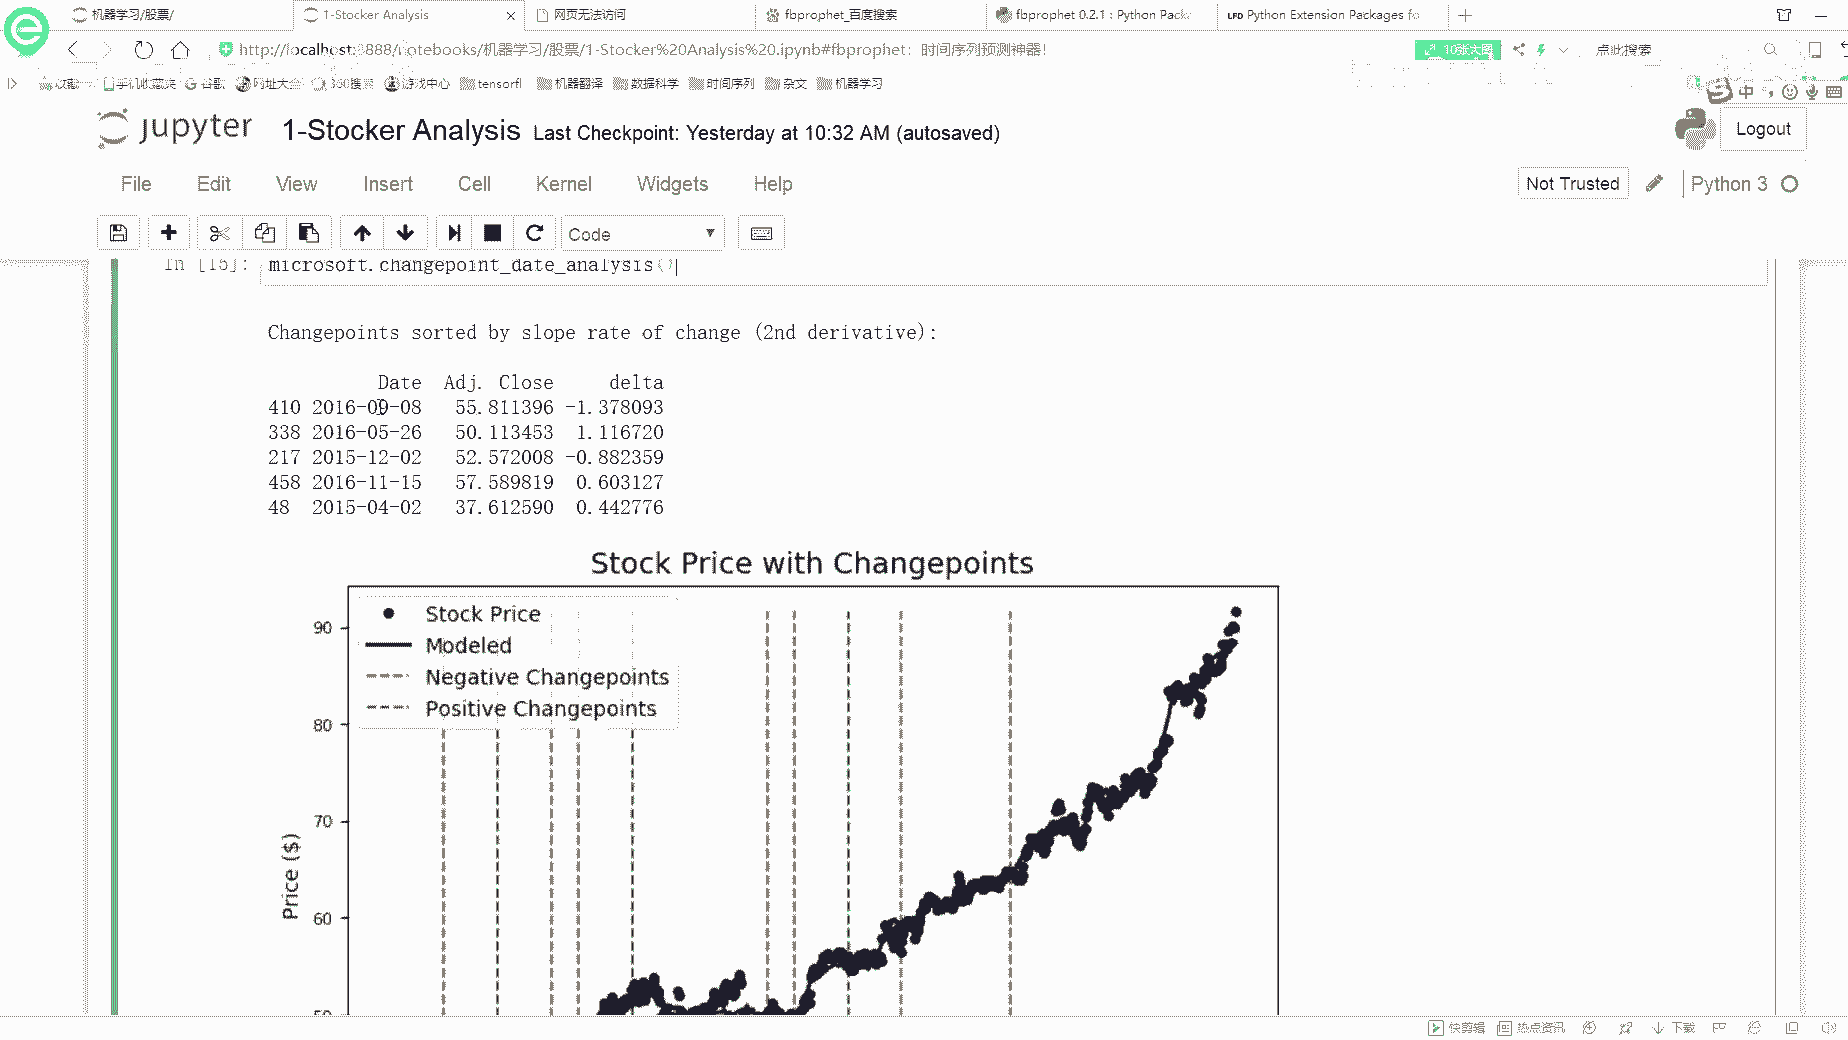 机器学习/股票/
1-Stocker Analysis
网页无法访问
fbprophet_百度搜索
fbprophet 0.2.1 : Python Pack
LFD Python Extension Packages fo
http://localhost:8888/notebooks/机器学习/股票/1-Stocker%20Analysis%20.ipynb#fbprophet：时间序列预测神器!
10张大图
点此搜索
收藏
手机收藏夹
谷歌
网址大全
360搜索
游戏中心
tensorfl
机器翻译
数据科学
时间序列
杂文
机器学习
中
jupyter
1-Stocker Analysis Last Checkpoint: Yesterday at 10:32 AM (autosaved)
Logout
File Edit View Insert Cell Kernel Widgets Help
Not Trusted
Python 3
Code
In [15]: microsoft.changepoint_date_analysis()
Changepoints sorted by slope rate of change (2nd derivative):
Date Adj. Close delta
410 2016-09-08 55.811396 -1.378093
338 2016-05-26 50.113453 1.116720
217 2015-12-02 52.572008 -0.882359
458 2016-11-15 57.589819 0.603127
48 2015-04-02 37.612590 0.442776
Stock Price with Changepoints
Stock Price
Modeled
Negative Changepoints
Positive Changepoints
90
80
70
60
50
Price ($)
快剪辑
热点资讯
下载